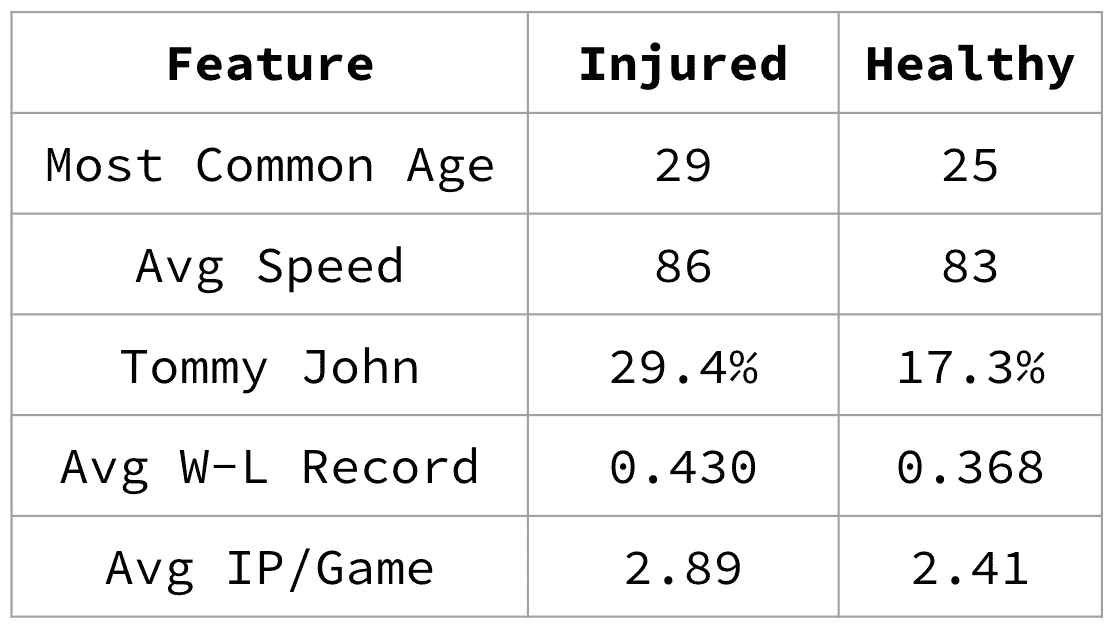 Feature Injured Healthy
Most Common Age 29 25
Avg Speed 86 83
Tommy John 29.4% 17.3%
Avg W-L Record 0.430 0.368
Avg IP/Game 2.89 2.41